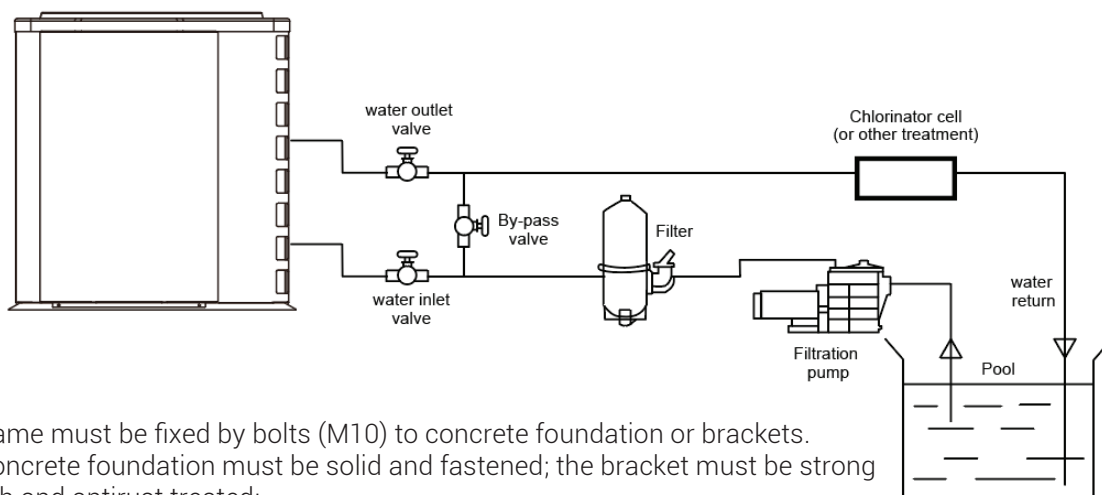 water outlet
valve
Chlorinator cell
(or other treatment)
By-pass
valve
Filter
water inlet
valve
water
return
Filtration
pump
Pool
ame must be fixed by bolts (M10) to concrete foundation or brackets.
oncrete foundation must be solid and fastened; the bracket must be strong
h and antirust treated;